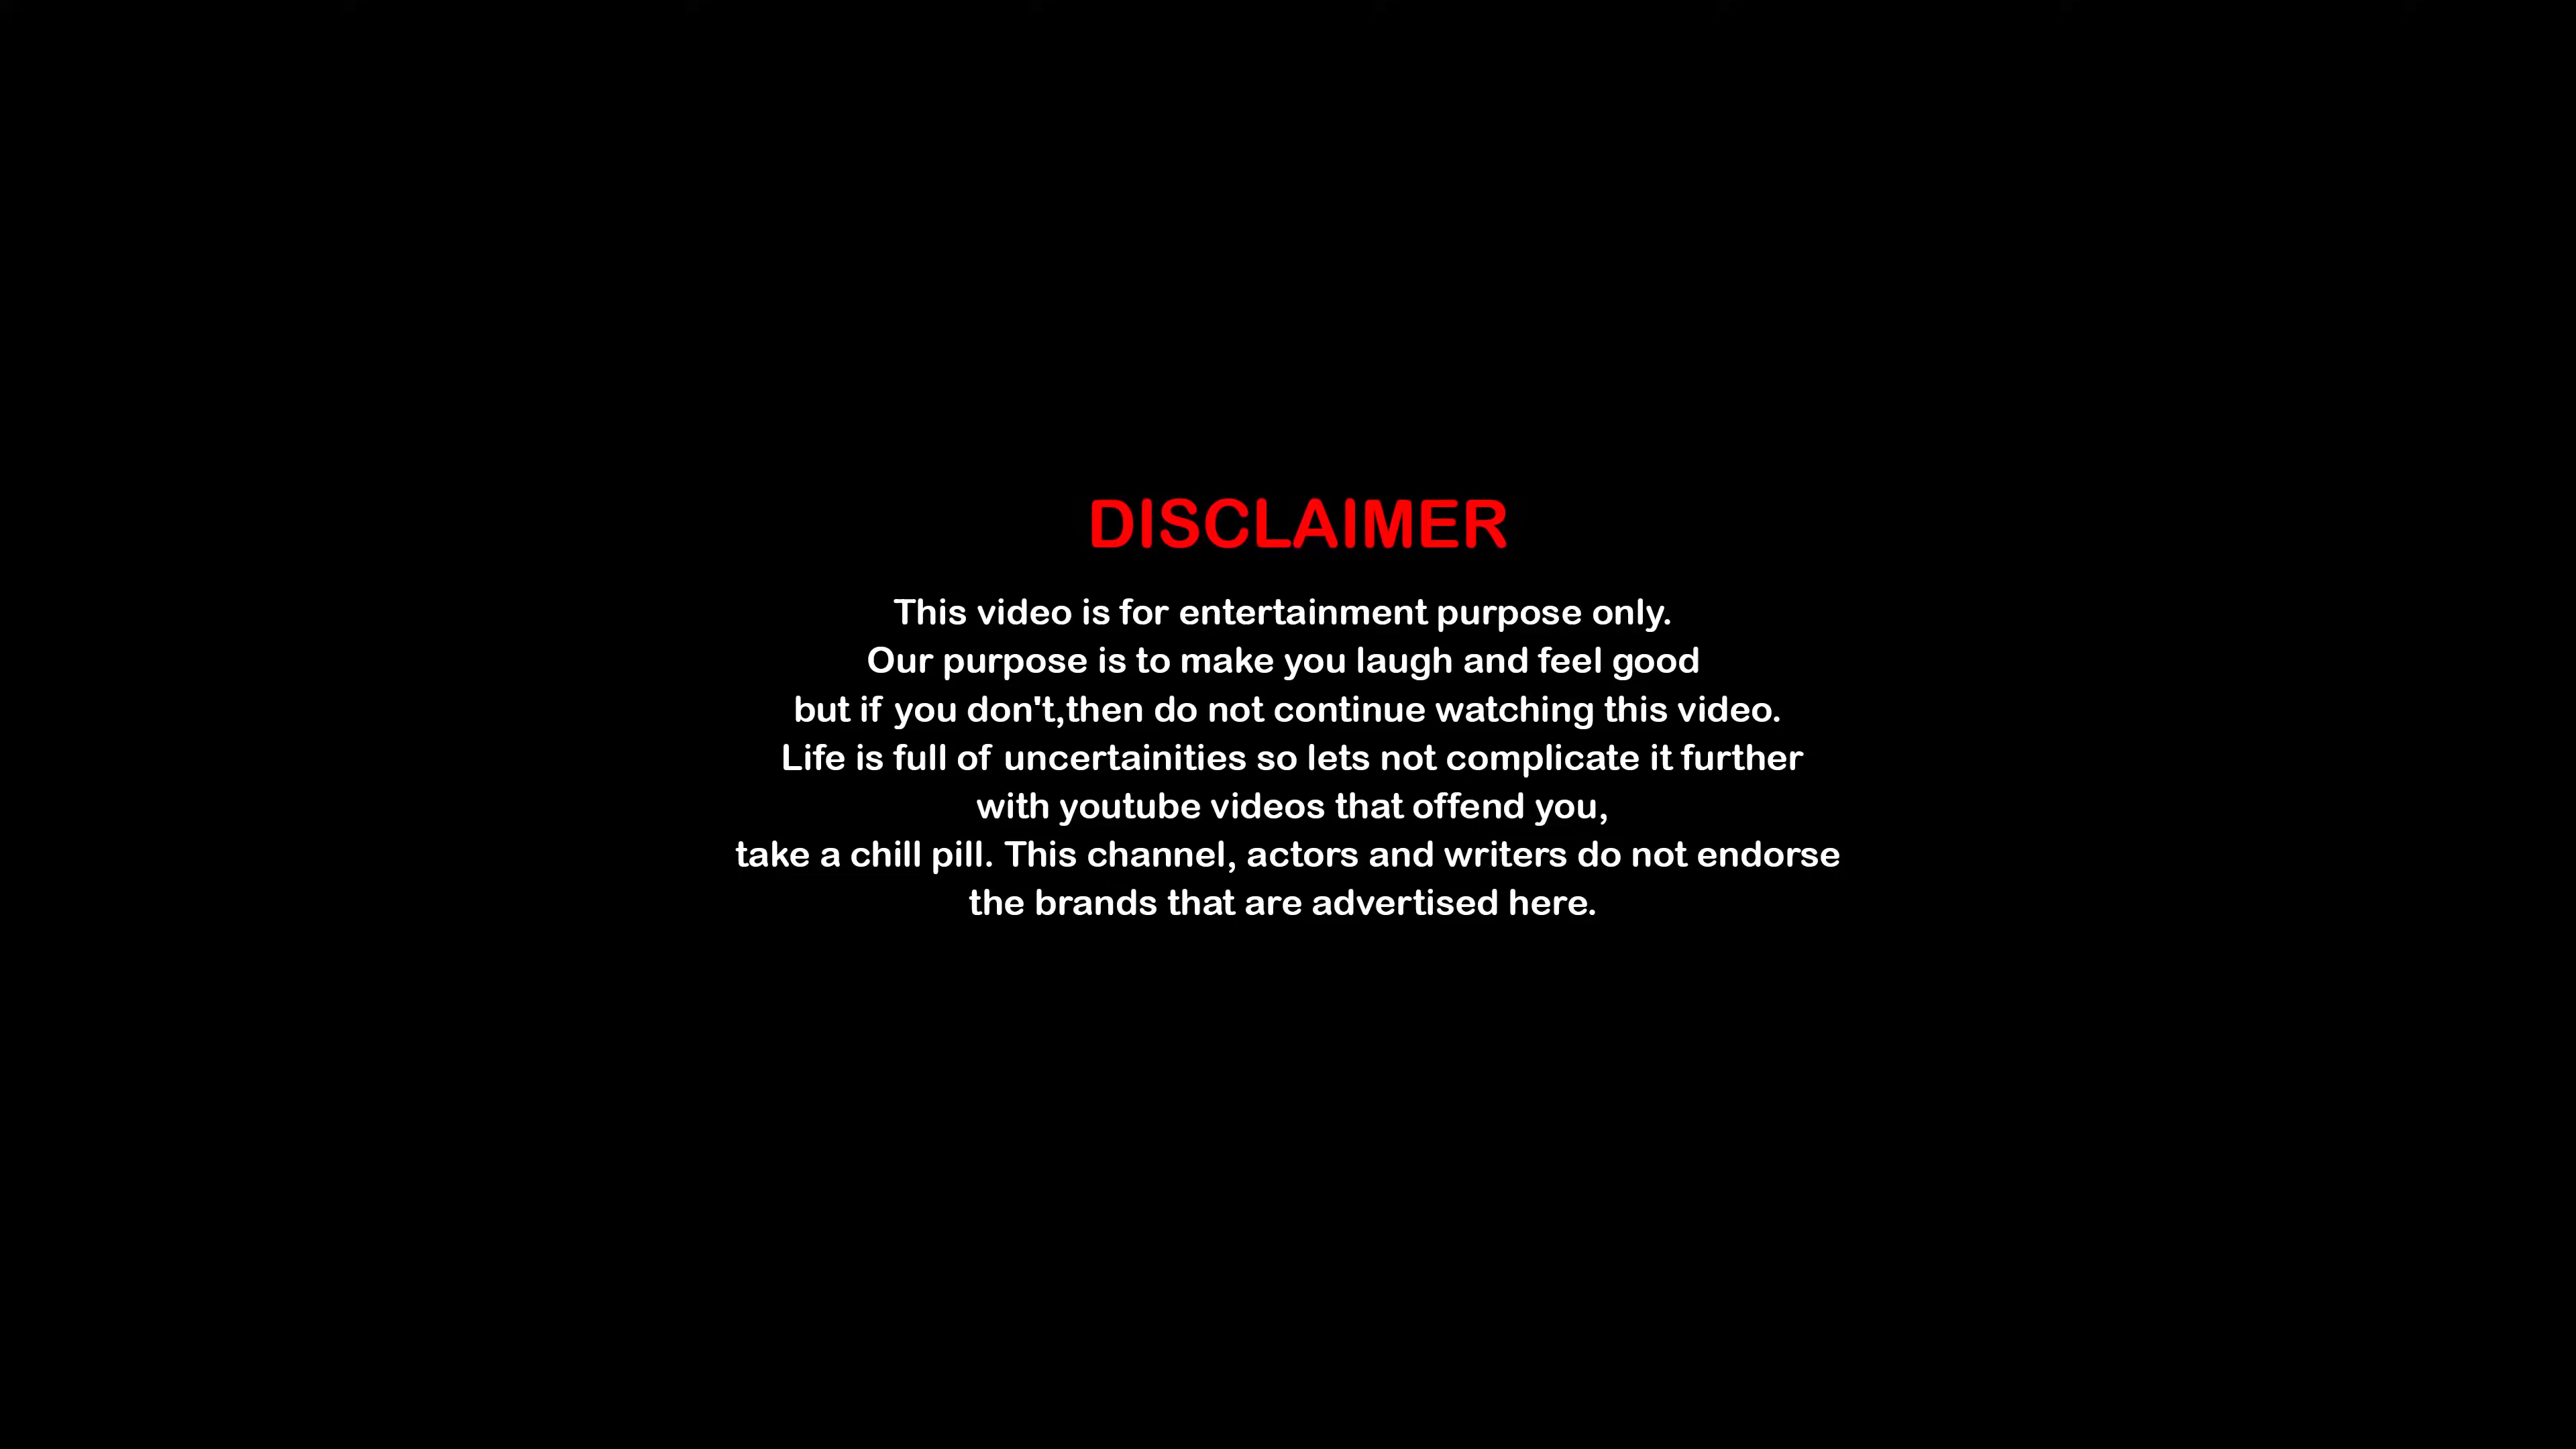 DISCLAIMER
This video is for entertainment purpose only.
Our purpose is to make you laugh and feel good
but if you don't,then do not continue watching this video.
Life is full of uncertainities so lets not complicate it further
with youtube videos that offend you,
take a chill pill. This channel, actors and writers do not endorse
the brands that are advertised here.